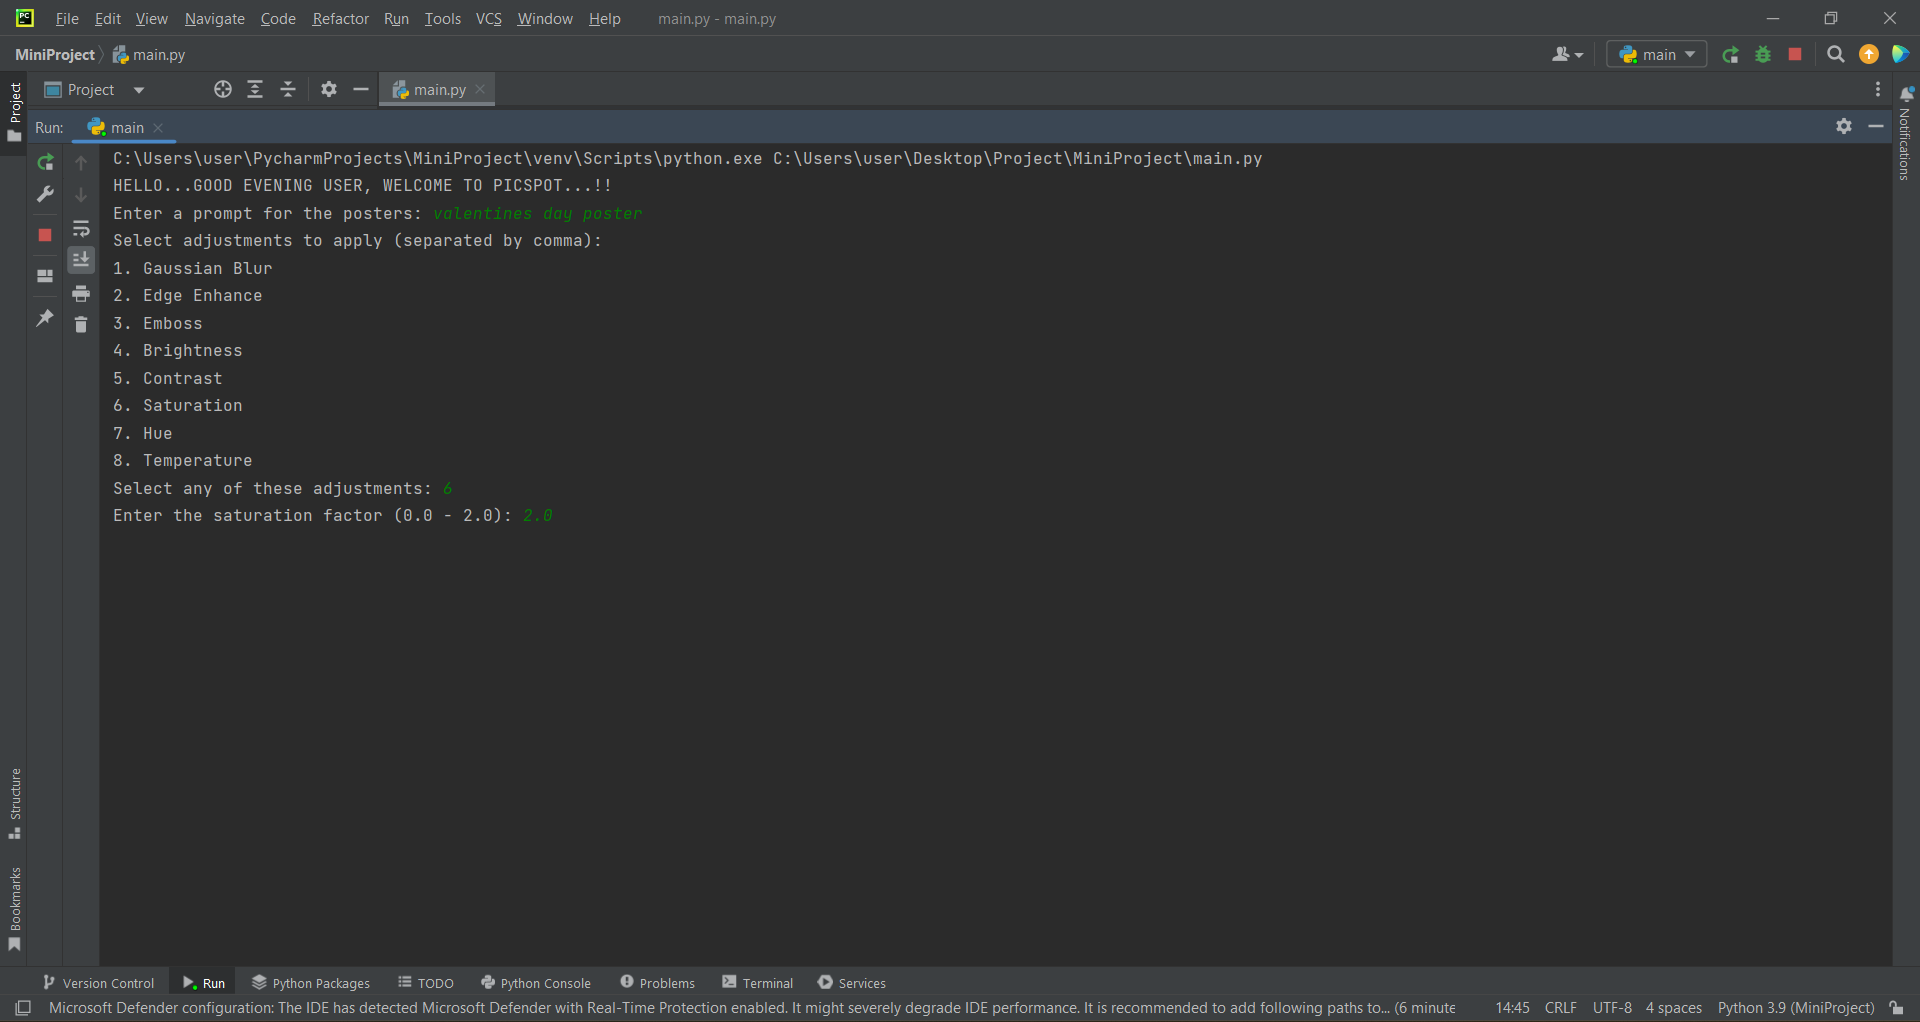 File Edit View Navigate Code Refactor Run Tools VCS Window Help main.py - main.py
MiniProject main.py main
Project Project main.py
Notifications
Run: main
C:\Users\user\PycharmProjects\MiniProject\venv\Scripts\python.exe C:\Users\user\Desktop\Project\MiniProject\main.py
HELLO...GOOD EVENING USER, WELCOME TO PICSPOT...!!
Enter a prompt for the posters: valentines day poster
Select adjustments to apply (separated by comma):
1. Gaussian Blur
2. Edge Enhance
3. Emboss
4. Brightness
5. Contrast
6. Saturation
7. Hue
8. Temperature
Select any of these adjustments: 6
Enter the saturation factor (0.0 - 2.0): 2.0
Structure
Bookmarks
Version Control Run Python Packages TODO Python Console Problems Terminal Services
Microsoft Defender configuration: The IDE has detected Microsoft Defender with Real-Time Protection enabled. It might severely degrade IDE performance. It is recommended to add following paths to... (6 minute 14:45 CRLF UTF-8 4 spaces Python 3.9 (MiniProject)